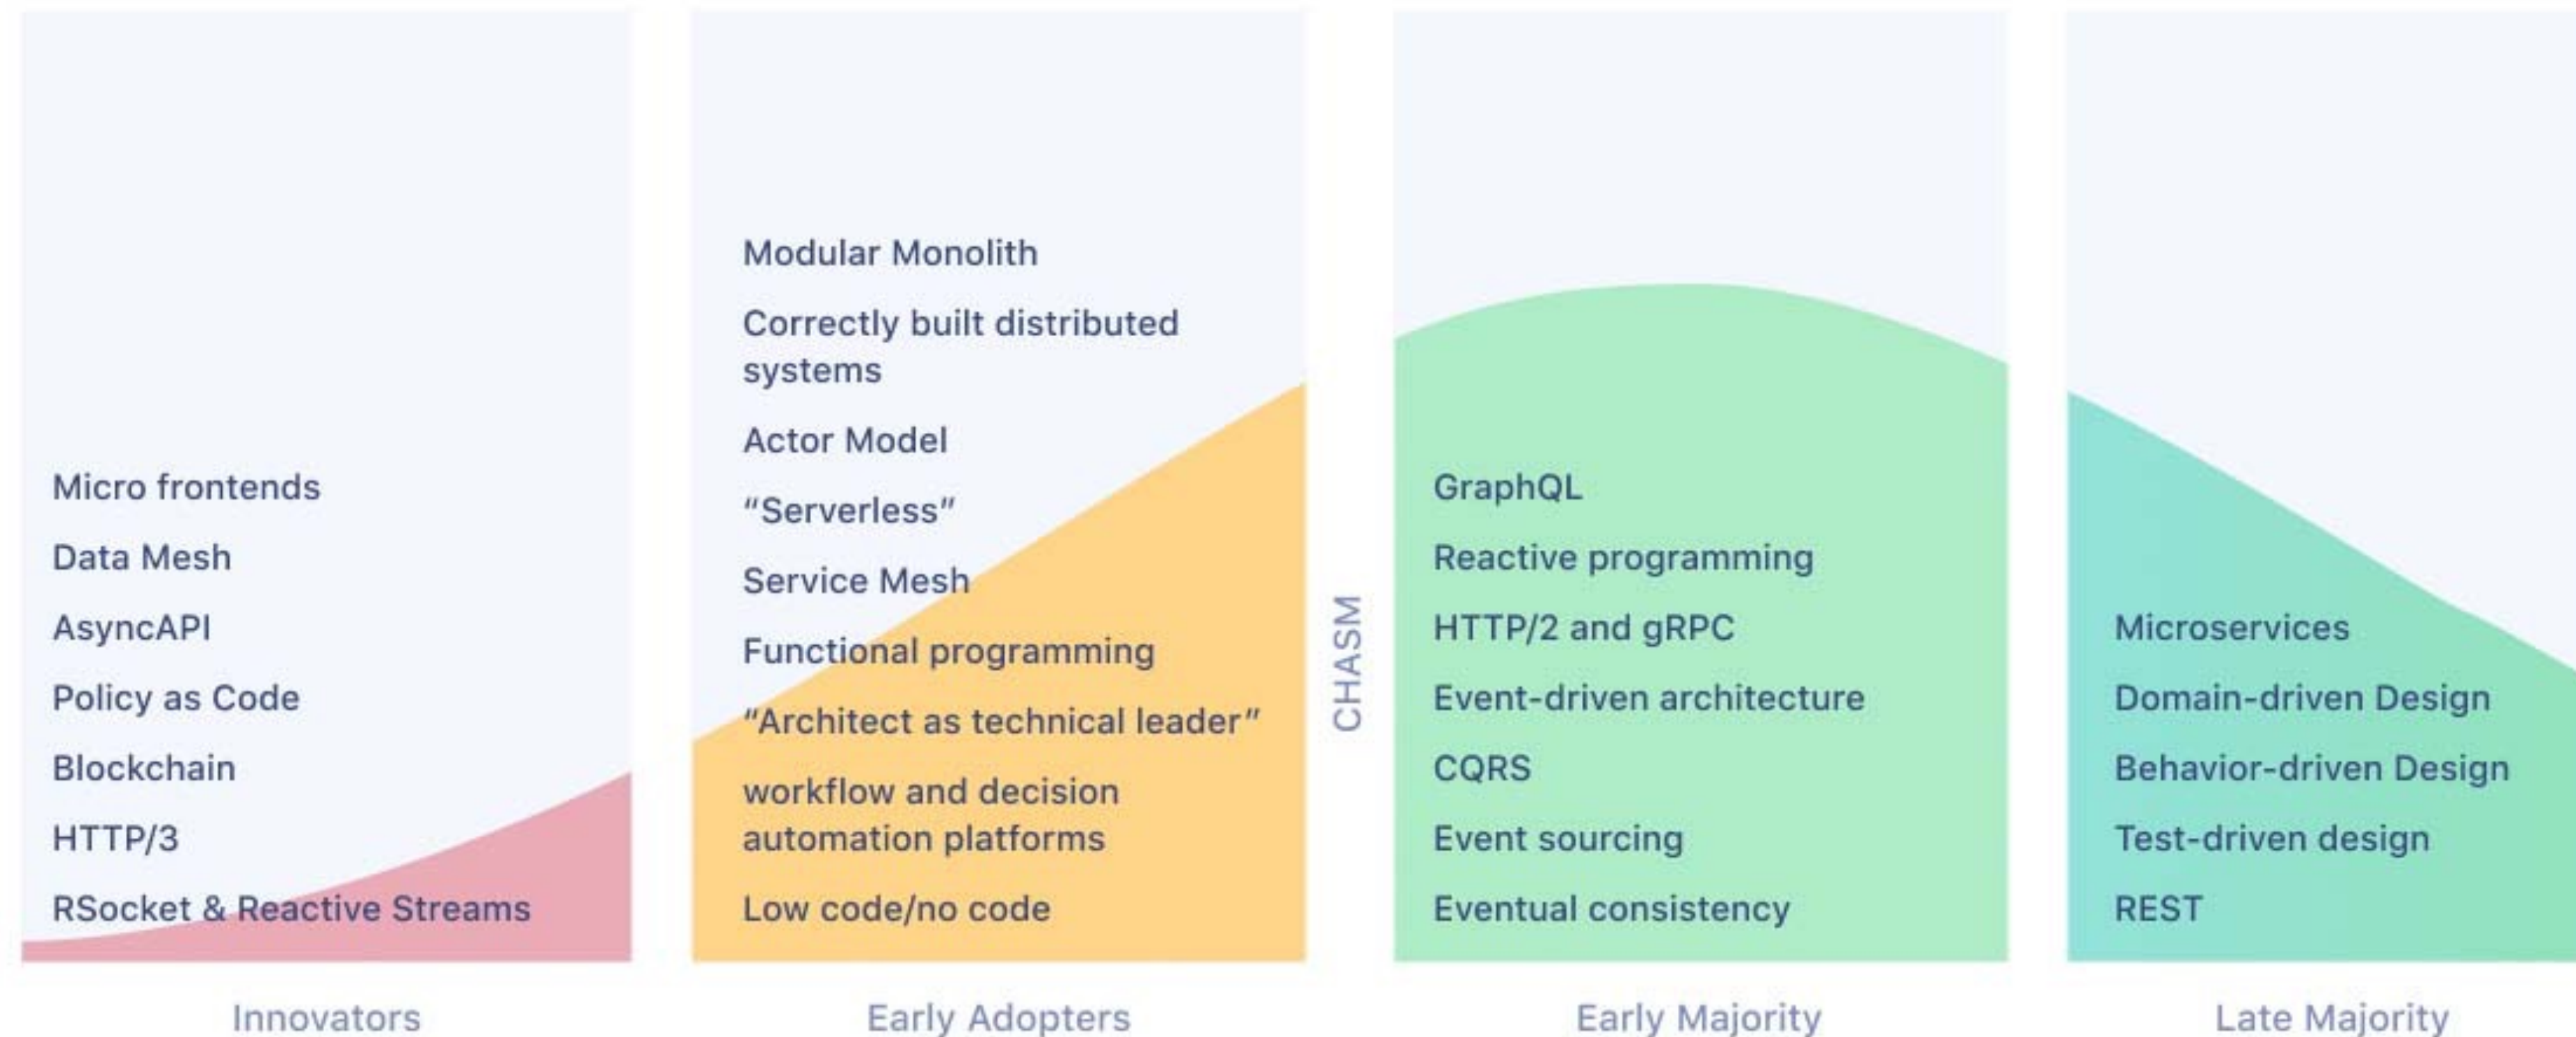 Micro frontends
Data Mesh
AsyncAPI
Policy as Code
Blockchain
HTTP/3
RSocket & Reactive Streams
Innovators
Modular Monolith
Correctly built distributed
systems
Actor Model
“Serverless”
Service Mesh
Functional programming
“Architect as technical leader”
workflow and decision
automation platforms
Low code/no code
Early Adopters
CHASM
GraphQL
Reactive programming
HTTP/2 and gRPC
Event-driven architecture
CQRS
Event sourcing
Eventual consistency
Early Majority
Microservices
Domain-driven Design
Behavior-driven Design
Test-driven design
REST
Late Majority